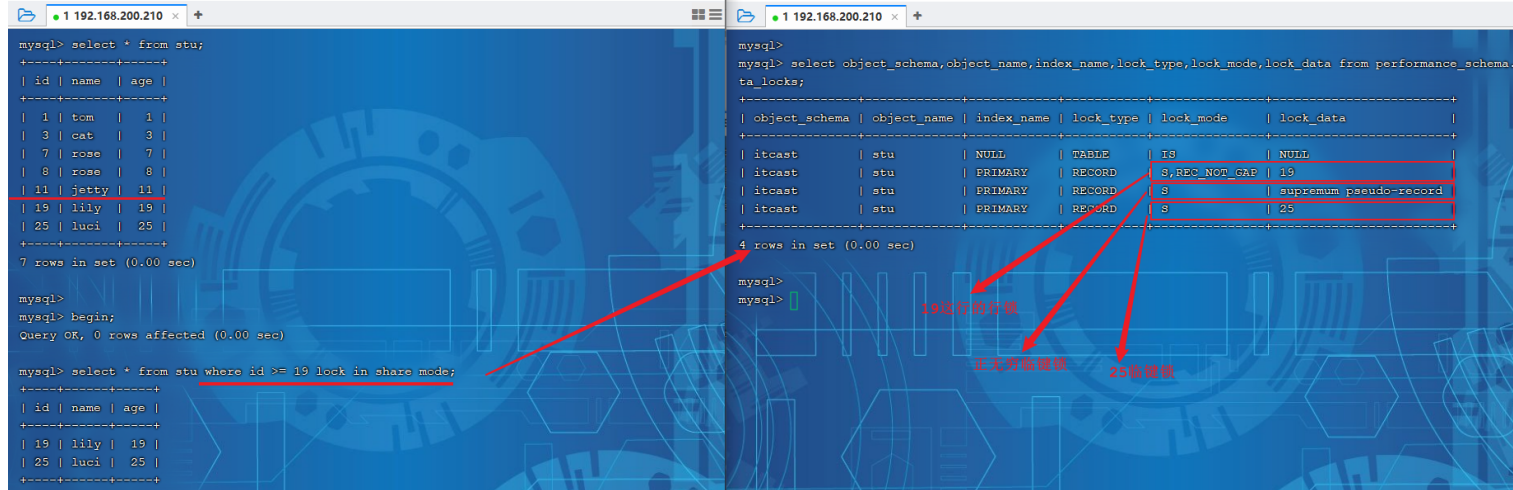 1 192.168.200.210 × +
mysql> select * from stu;
+----+-------+-----+
| id | name | age |
+----+-------+-----+
| 1 | tom | 1 |
| 3 | cat | 3 |
| 7 | rose | 7 |
| 8 | rose | 8 |
| 11 | jetty | 11 |
| 19 | lily | 19 |
| 25 | luci | 25 |
+----+-------+-----+
7 rows in set (0.00 sec)
mysql>
mysql> begin;
Query OK, 0 rows affected (0.00 sec)
mysql> select * from stu where id >= 19 lock in share mode;
+----+------+-----+
| id | name | age |
+----+------+-----+
| 19 | lily | 19 |
| 25 | luci | 25 |
+----+------+-----+
1 192.168.200.210 × +
mysql>
mysql> select object_schema,object_name,index_name,lock_type,lock_mode,lock_data from performance_schema.
ta_locks;
+---------------+-------------+------------+-----------+---------------+------------------------+
| object_schema | object_name | index_name | lock_type | lock_mode | lock_data |
+---------------+-------------+------------+-----------+---------------+------------------------+
| itcast | stu | NULL | TABLE | IS | NULL |
| itcast | stu | PRIMARY | RECORD | S,REC_NOT_GAP | 19 |
| itcast | stu | PRIMARY | RECORD | S | supremum pseudo-record |
| itcast | stu | PRIMARY | RECORD | S | 25 |
+---------------+-------------+------------+-----------+---------------+------------------------+
4 rows in set (0.00 sec)
mysql>
mysql>
19这行的行锁
正无穷临键锁
25临键锁